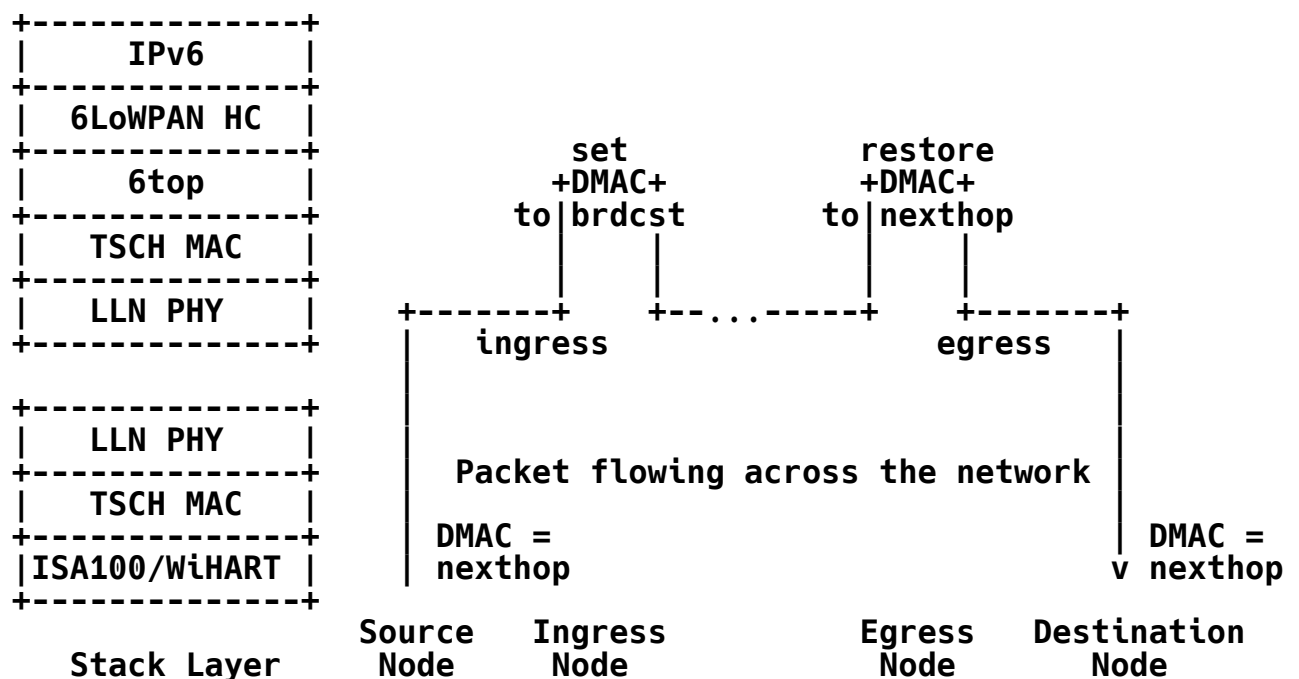 +--------------+
|     IPv6     |
+--------------+
|  6LoWPAN HC  |
+--------------+             set            restore
|     6top     |            +DMAC+          +DMAC+
+--------------+          to|brdcst       to|nexthop
|   TSCH MAC   |            |    |          |    |
+--------------+            |    |          |    |
|   LLN PHY    |    +-------+    +--...-----+    +-------+
+--------------+    |   ingress                 egress   |
                    |                                    |
+--------------+    |                                    |
|   LLN PHY    |    |                                    |
+--------------+    |  Packet flowing across the network |
|   TSCH MAC   |    |                                    |
+--------------+    | DMAC =                             | DMAC =
|ISA100/WiHART |    | nexthop                            v nexthop
+--------------+
                  Source   Ingress          Egress   Destination
   Stack Layer     Node     Node             Node       Node